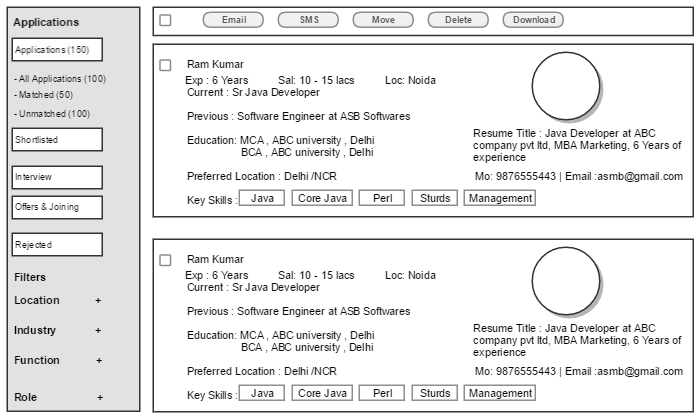 Applications
Applications (150)
- All Applications (100)
- Matched (50)
- Unmatched (100)
Shortlisted
Interview
Offers & Joining
Rejected
Filters
Location +
Industry +
Function +
Role +
Email SMS Move Delete Download
Ram Kumar
Exp : 6 Years Sal: 10 - 15 lacs Loc: Noida
Current : Sr Java Developer
Previous : Software Engineer at ASB Softwares
Education: MCA , ABC university , Delhi
BCA , ABC university , Delhi
Preferred Location : Delhi /NCR
Key Skills : Java Core Java Perl Sturds Management
Resume Title : Java Developer at ABC
company pvt ltd, MBA Marketing, 6 Years of
experience
Mo: 9876555443 | Email :asmb@gmail.com
Ram Kumar
Exp : 6 Years Sal: 10 - 15 lacs Loc: Noida
Current : Sr Java Developer
Previous : Software Engineer at ASB Softwares
Education: MCA , ABC university , Delhi
BCA , ABC university , Delhi
Preferred Location : Delhi /NCR
Key Skills : Java Core Java Perl Sturds Management
Resume Title : Java Developer at ABC
company pvt ltd, MBA Marketing, 6 Years of
experience
Mo: 9876555443 | Email :asmb@gmail.com